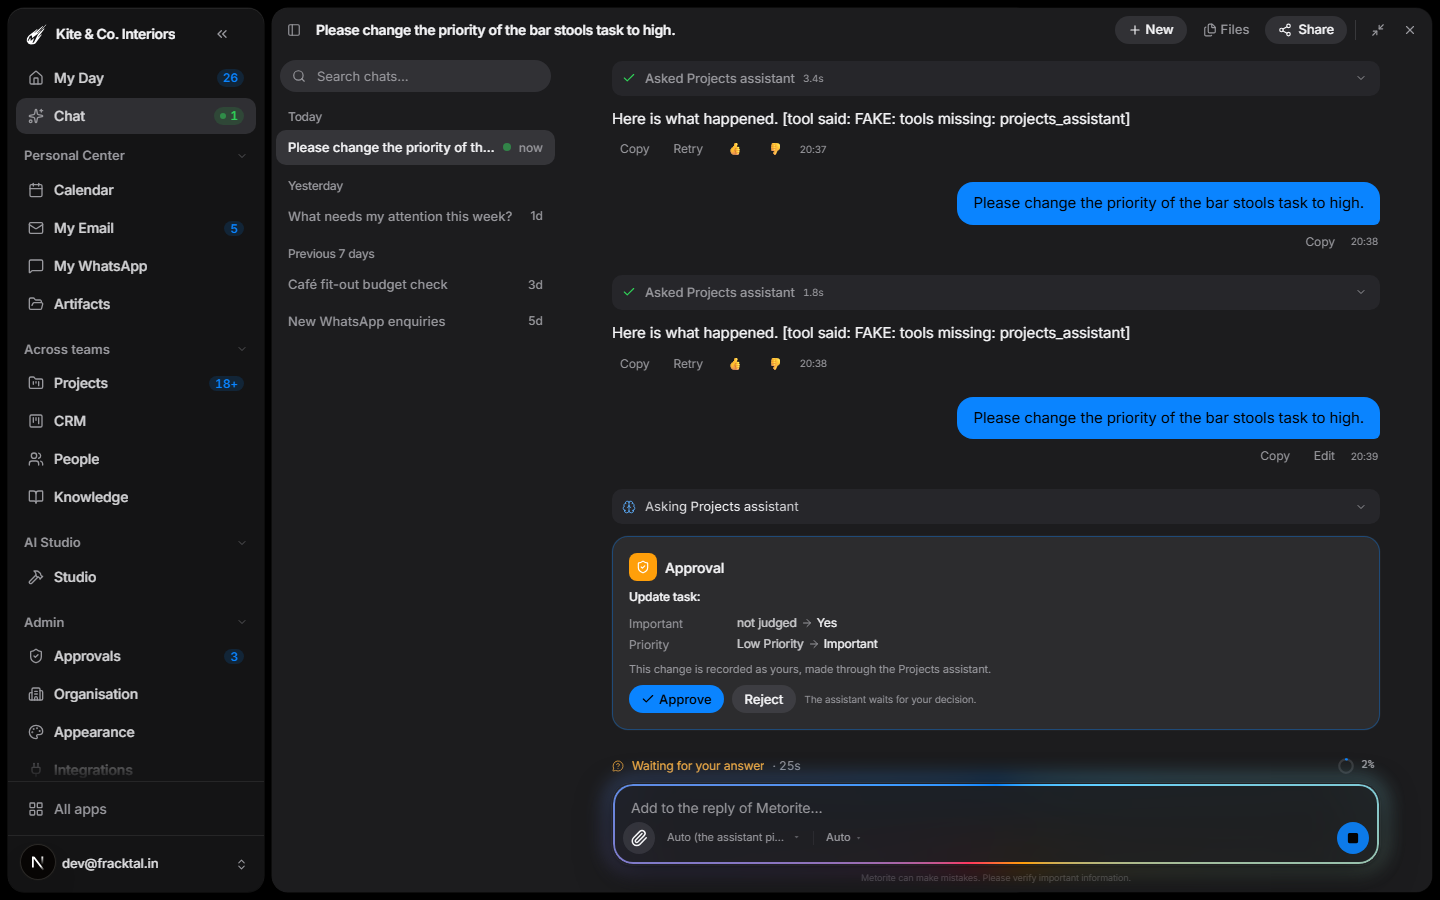 Kite & Co. Interiors
My Day 26
Chat 1
Personal Center
Calendar
My Email 5
My WhatsApp
Artifacts
Across teams
Projects 18+
CRM
People
Knowledge
AI Studio
Studio
Admin
Approvals 3
Organisation
Appearance
Integrations
All apps
N dev@fracktal.in
Please change the priority of the bar stools task to high.
New Files Share
Search chats...
Today
Please change the priority of th... now
Yesterday
What needs my attention this week? 1d
Previous 7 days
Café fit-out budget check 3d
New WhatsApp enquiries 5d
Asked Projects assistant 3.4s
Here is what happened. [tool said: FAKE: tools missing: projects_assistant]
Copy Retry 20:37
Please change the priority of the bar stools task to high.
Copy 20:38
Asked Projects assistant 1.8s
Here is what happened. [tool said: FAKE: tools missing: projects_assistant]
Copy Retry 20:38
Please change the priority of the bar stools task to high.
Copy Edit 20:39
Asking Projects assistant
Approval
Update task:
Important not judged → Yes
Priority Low Priority → Important
This change is recorded as yours, made through the Projects assistant.
Approve Reject The assistant waits for your decision.
Waiting for your answer · 25s 2%
Add to the reply of Metorite...
Auto (the assistant pi... Auto
Metorite can make mistakes. Please verify important information.